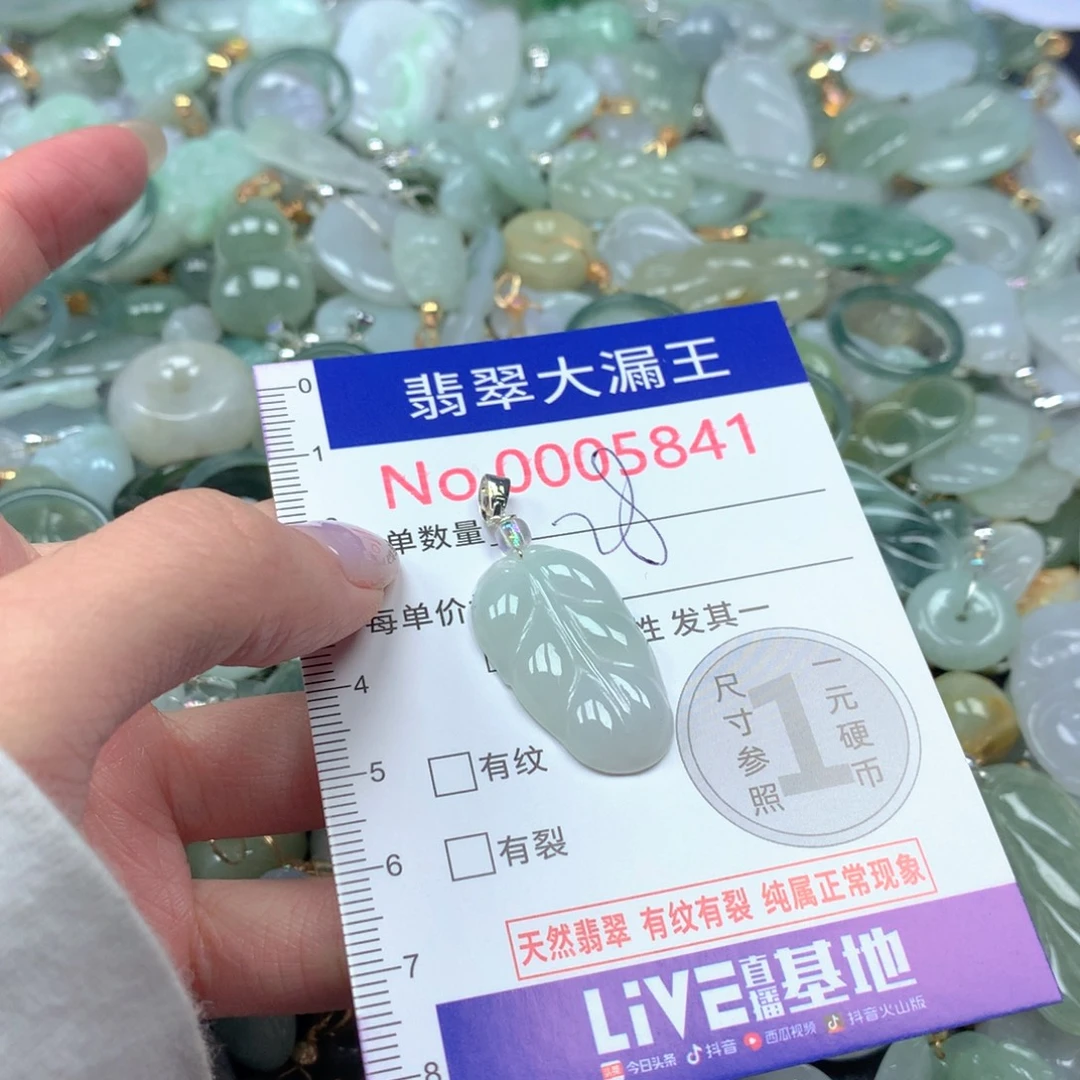 翡翠大漏王
No.0005841
单数量 28
每单价 性 发其一
有纹
有裂
尺寸参照
1
一元硬币
天然翡翠 有纹有裂 纯属正常现象
LiVE直播基地
今日头条 抖音 西瓜视频 抖音火山版
0
1
4
5
6
7
8